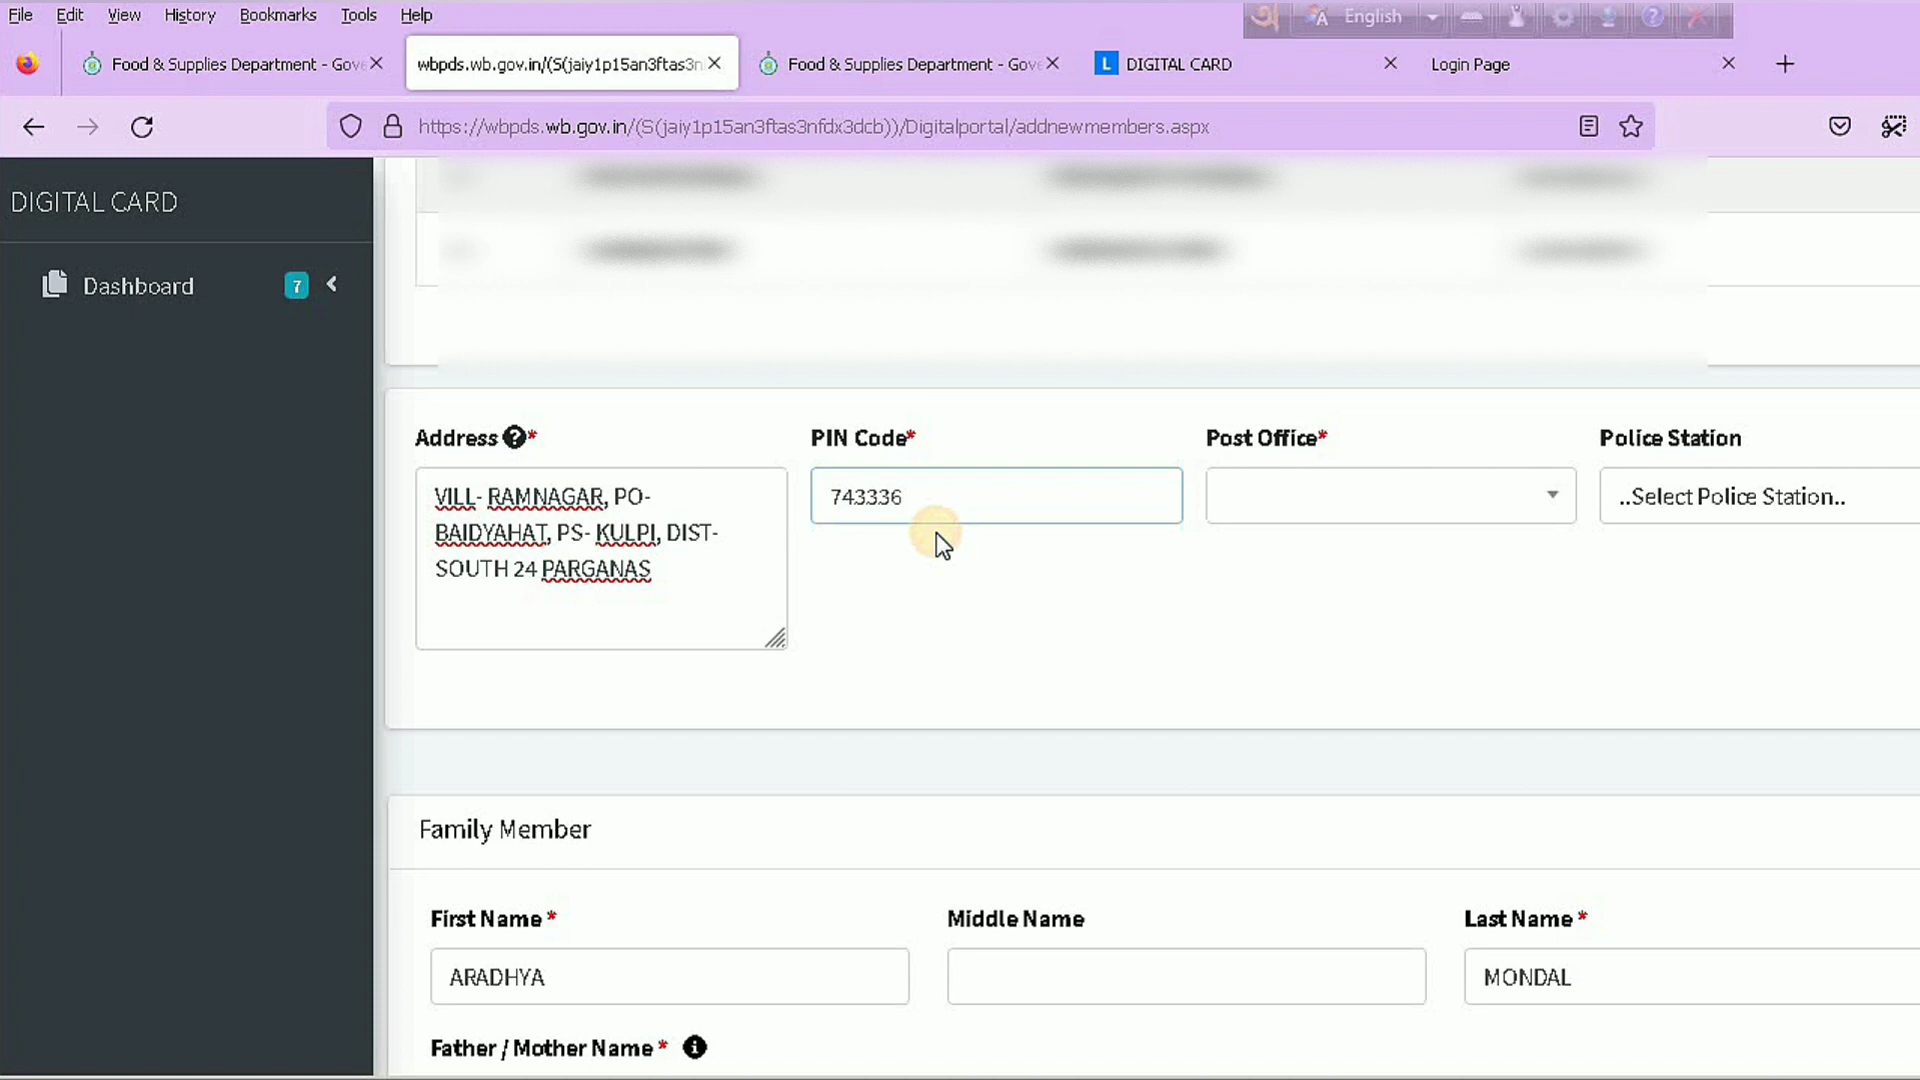 File Edit View History Bookmarks Tools Help
English
Food & Supplies Department - Gove
wbpds.wb.gov.in/(S(jaiy1p15an3ftas3n
Food & Supplies Department - Gove
L DIGITAL CARD
Login Page
https://wbpds.wb.gov.in/(S(jaiy1p15an3ftas3nfdx3dcb))/Digitalportal/addnewmembers.aspx
DIGITAL CARD
Dashboard 7
Address ?* PIN Code* Post Office* Police Station
VILL- RAMNAGAR, PO-
BAIDYAHAT, PS- KULPI, DIST-
SOUTH 24 PARGANAS
743336
..Select Police Station..
Family Member
First Name * Middle Name Last Name *
ARADHYA MONDAL
Father / Mother Name *